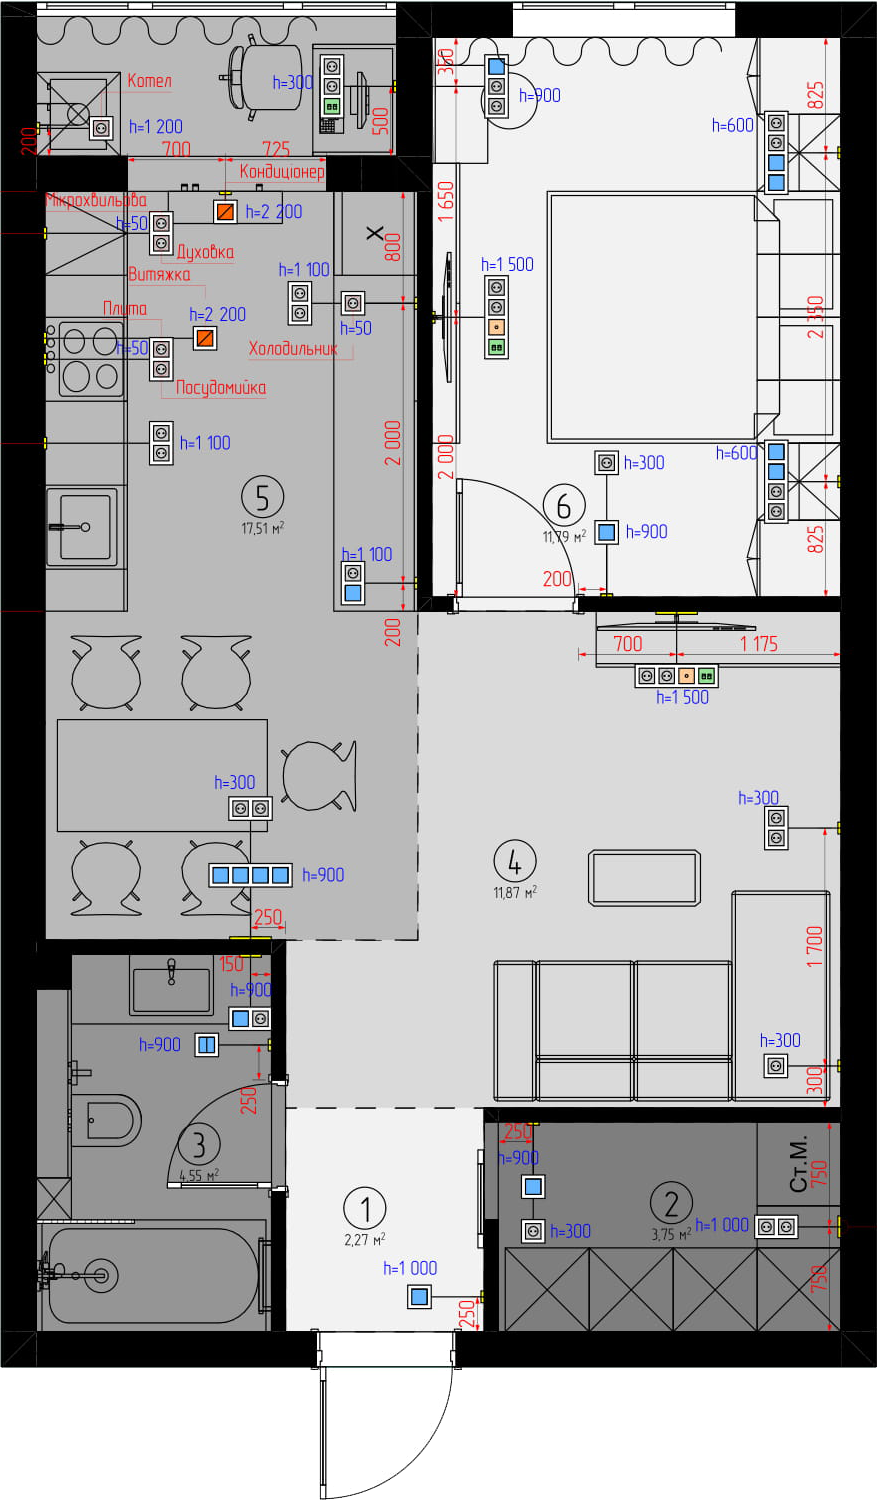 Котел
h=1 200
200
h=300
500
350
h=900
825
h=600
700
725
Кондиціонер
Мікрохвильова
h=50
h=2 200
Духовка
Витяжка
h=1 100
800
Х
1 650
h=1 500
Плита
h=2 200
h=50
h=50
Холодильник
Посудомийка
2 350
h=1 100
2 000
2 000
h=300
h=600
5
17,51 м²
6
11,79 м²
h=900
825
h=1 100
200
200
700
1 175
h=1 500
h=300
h=300
4
11,87 м²
h=900
250
1 700
150
h=900
h=900
250
h=300
300
3
4.55 м²
250
h=900
Ст.М.
750
1
2,27 м²
2
3,75 м²
h=300
h=1 000
h=1 000
750
250